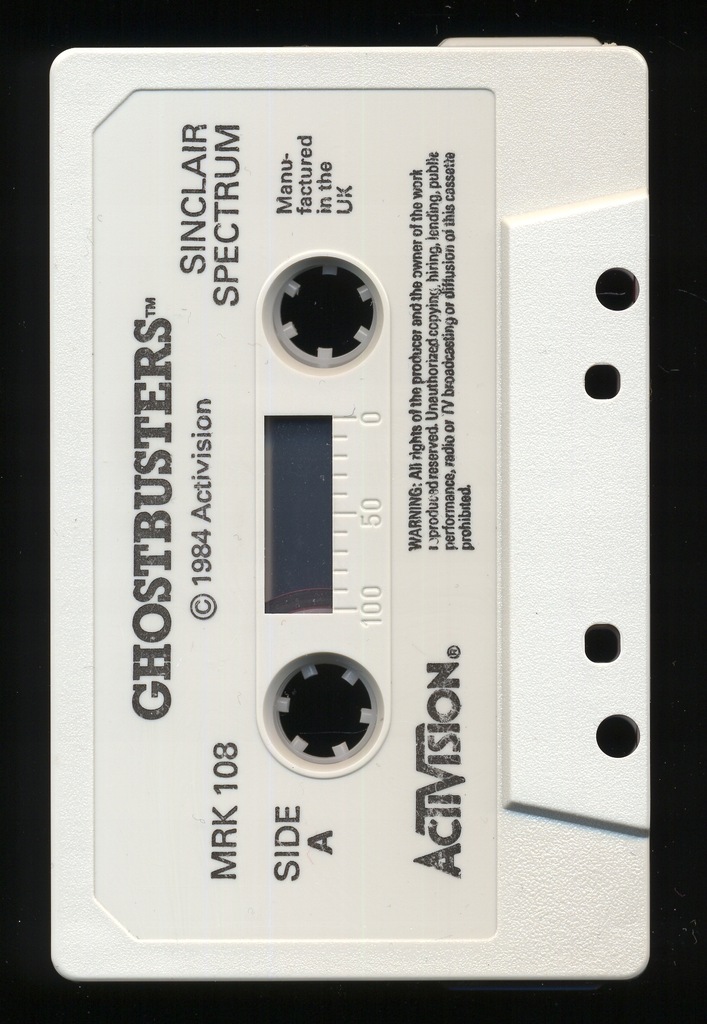 GHOSTBUSTERS™
© 1984 Activision
MRK 108
SINCLAIR
SPECTRUM
SIDE
A
Manu-
factured
in the
UK
100 50 0
ACTIVISION®
WARNING: All rights of the producer and the owner of the work
reproduced reserved. Unauthorized copying, hiring, lending, public
performance, radio or TV broadcasting or diffusion of this cassette
prohibited.